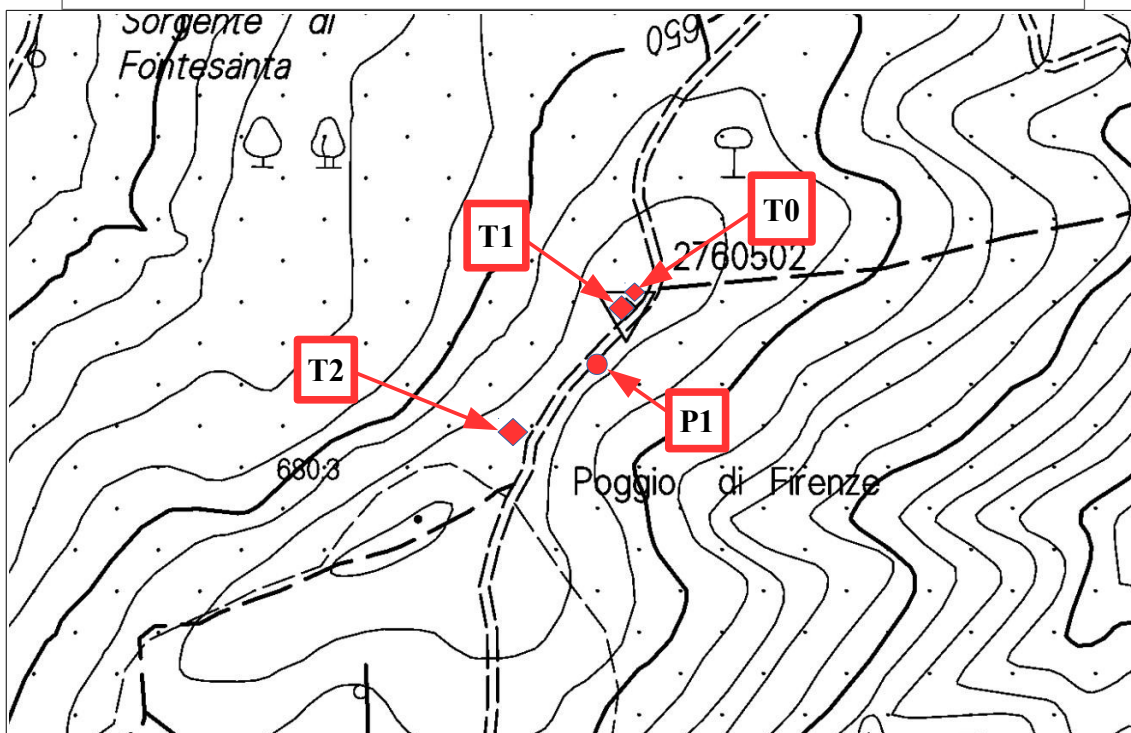 Sorgente di
Fontesanta
650
T0
T1
2760502
T2
P1
680.3
Poggio di Firenze